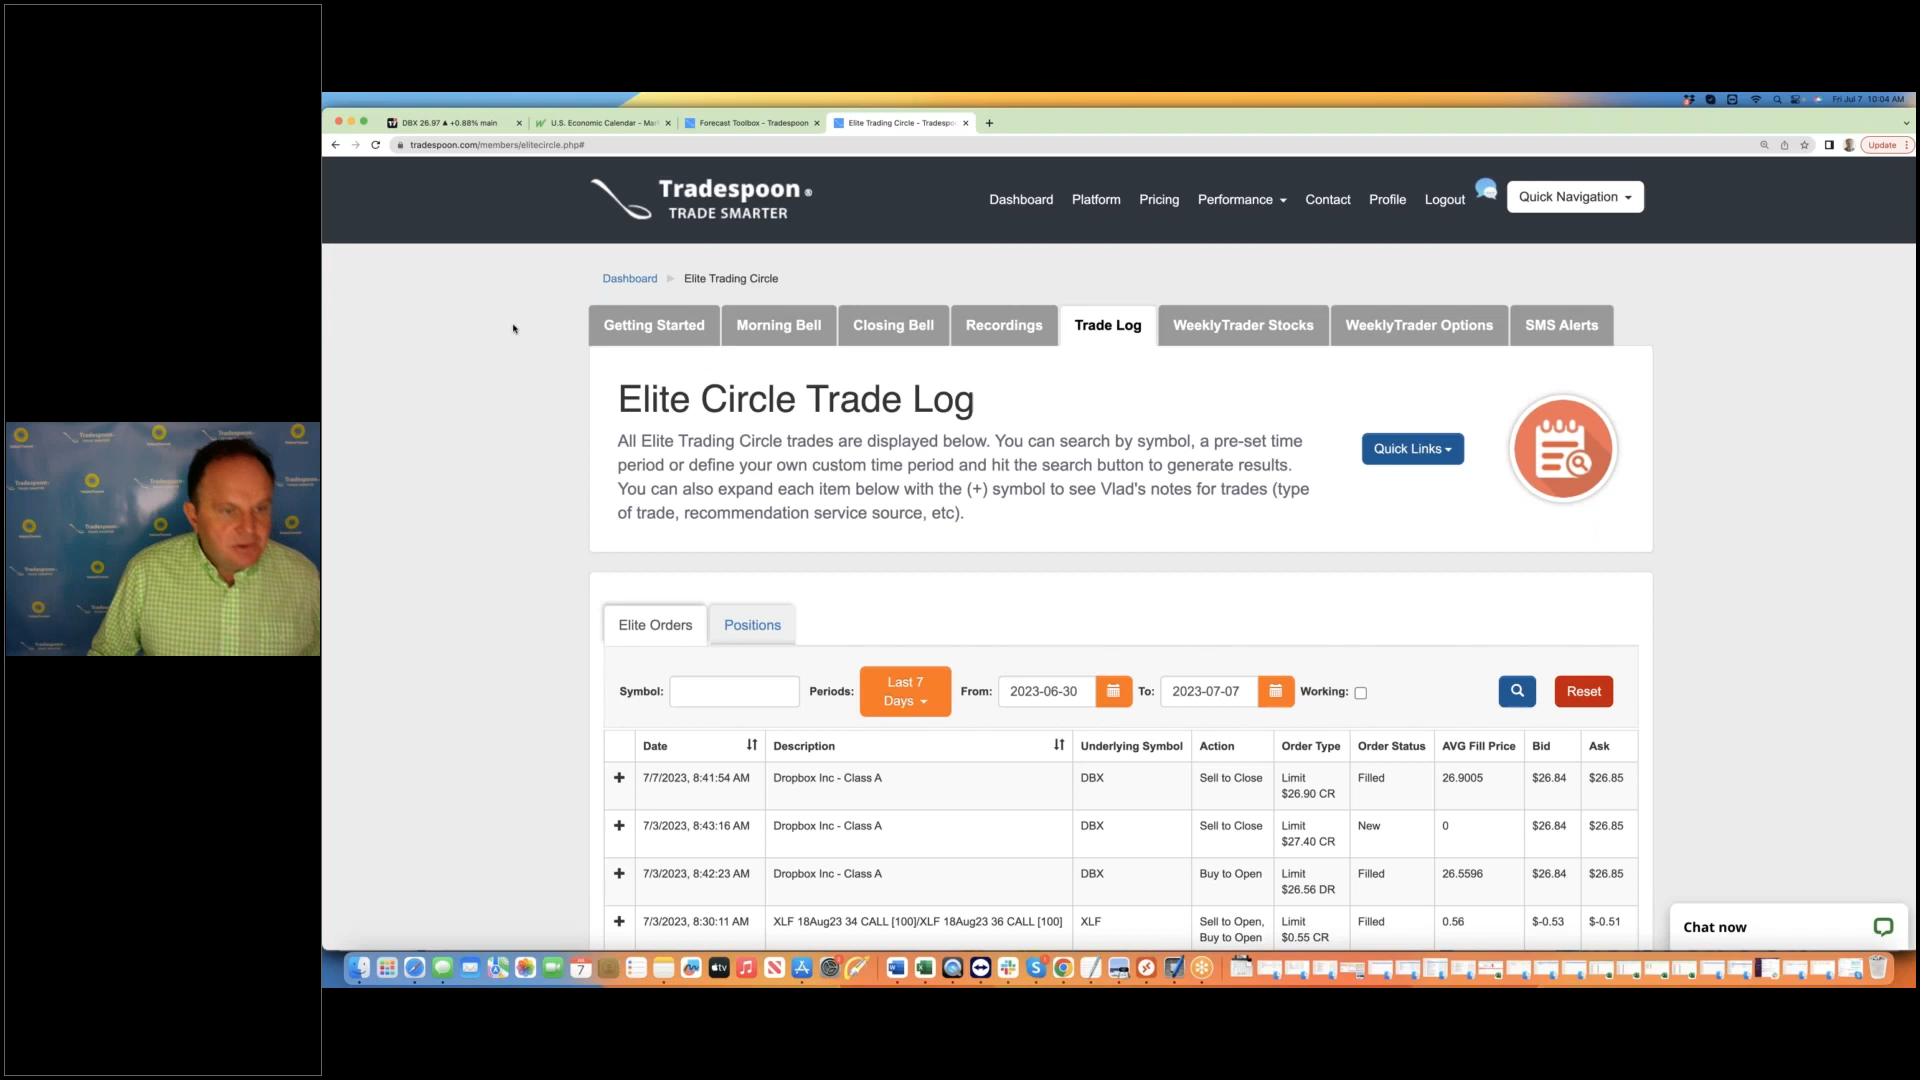 Fri Jul 7 10:04 AM
DBX 26.97 ▲ +0.88% main
U.S. Economic Calendar - Mar
Forecast Toolbox - Tradespoon
Elite Trading Circle - Tradespo
tradespoon.com/members/elitecircle.php#
Update
Tradespoon®
TRADE SMARTER
Dashboard Platform Pricing Performance Contact Profile Logout Quick Navigation
Dashboard Elite Trading Circle
Getting Started Morning Bell Closing Bell Recordings Trade Log WeeklyTrader Stocks WeeklyTrader Options SMS Alerts
Elite Circle Trade Log
All Elite Trading Circle trades are displayed below. You can search by symbol, a pre-set time
period or define your own custom time period and hit the search button to generate results.
You can also expand each item below with the (+) symbol to see Vlad's notes for trades (type
of trade, recommendation service source, etc).
Quick Links
Elite Orders Positions
Symbol: Periods: Last 7 Days From: 2023-06-30 To: 2023-07-07 Working: Reset
Date Description Underlying Symbol Action Order Type Order Status AVG Fill Price Bid Ask
7/7/2023, 8:41:54 AM Dropbox Inc - Class A DBX Sell to Close Limit $26.90 CR Filled 26.9005 $26.84 $26.85
7/3/2023, 8:43:16 AM Dropbox Inc - Class A DBX Sell to Close Limit $27.40 CR New 0 $26.84 $26.85
7/3/2023, 8:42:23 AM Dropbox Inc - Class A DBX Buy to Open Limit $26.56 DR Filled 26.5596 $26.84 $26.85
7/3/2023, 8:30:11 AM XLF 18Aug23 34 CALL [100]/XLF 18Aug23 36 CALL [100] XLF Sell to Open, Buy to Open Limit $0.55 CR Filled 0.56 $-0.53 $-0.51
Chat now